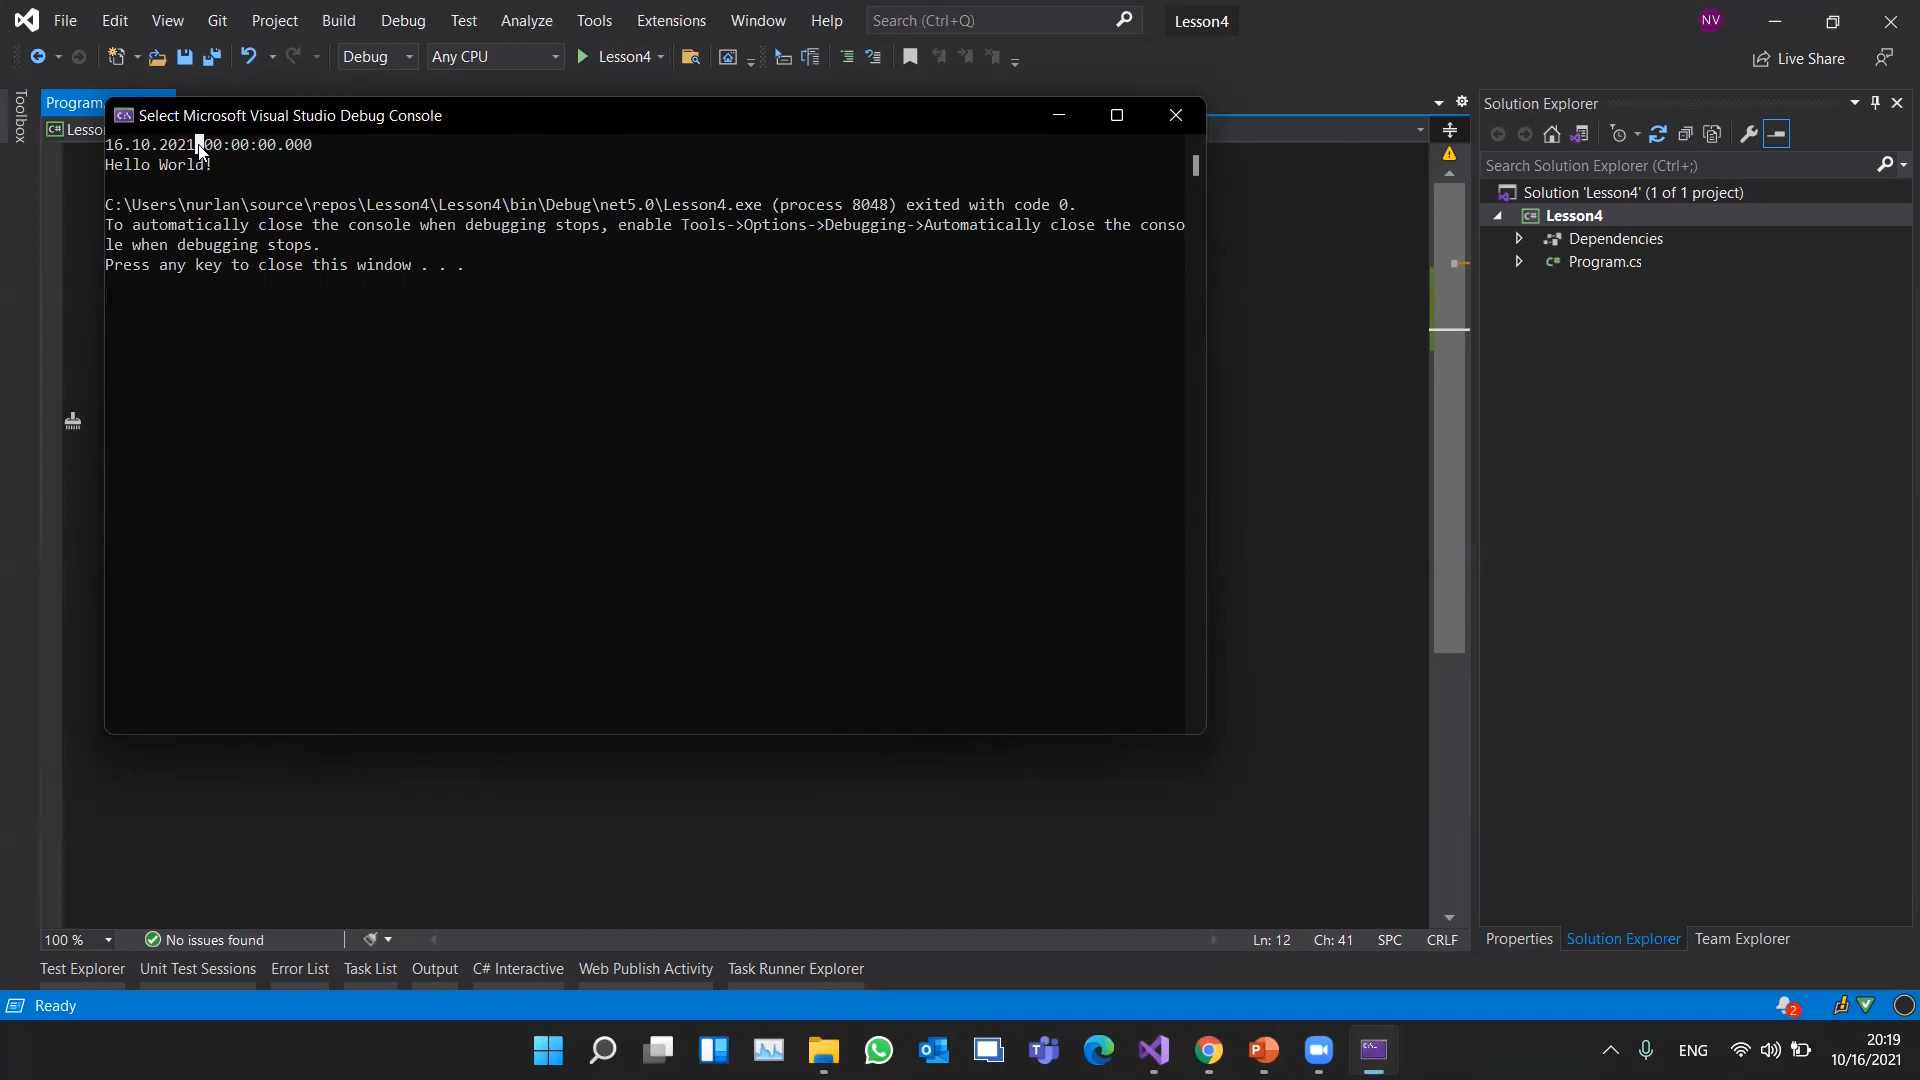 File Edit View Git Project Build Debug Test Analyze Tools Extensions Window Help Search (Ctrl+Q) Lesson4 NV
Debug Any CPU Lesson4 Live Share
Toolbox
Program.
Select Microsoft Visual Studio Debug Console
Solution Explorer
16.10.2021 00:00:00.000
Hello World!
C:\Users\nurlan\source\repos\Lesson4\Lesson4\bin\Debug\net5.0\Lesson4.exe (process 8048) exited with code 0.
To automatically close the console when debugging stops, enable Tools->Options->Debugging->Automatically close the conso
le when debugging stops.
Press any key to close this window . . .
Search Solution Explorer (Ctrl+;)
Solution 'Lesson4' (1 of 1 project)
Lesson4
Dependencies
Program.cs
100 % No issues found Ln: 12 Ch: 41 SPC CRLF
Properties Solution Explorer Team Explorer
Test Explorer Unit Test Sessions Error List Task List Output C# Interactive Web Publish Activity Task Runner Explorer
Ready 2
ENG
20:19
10/16/2021